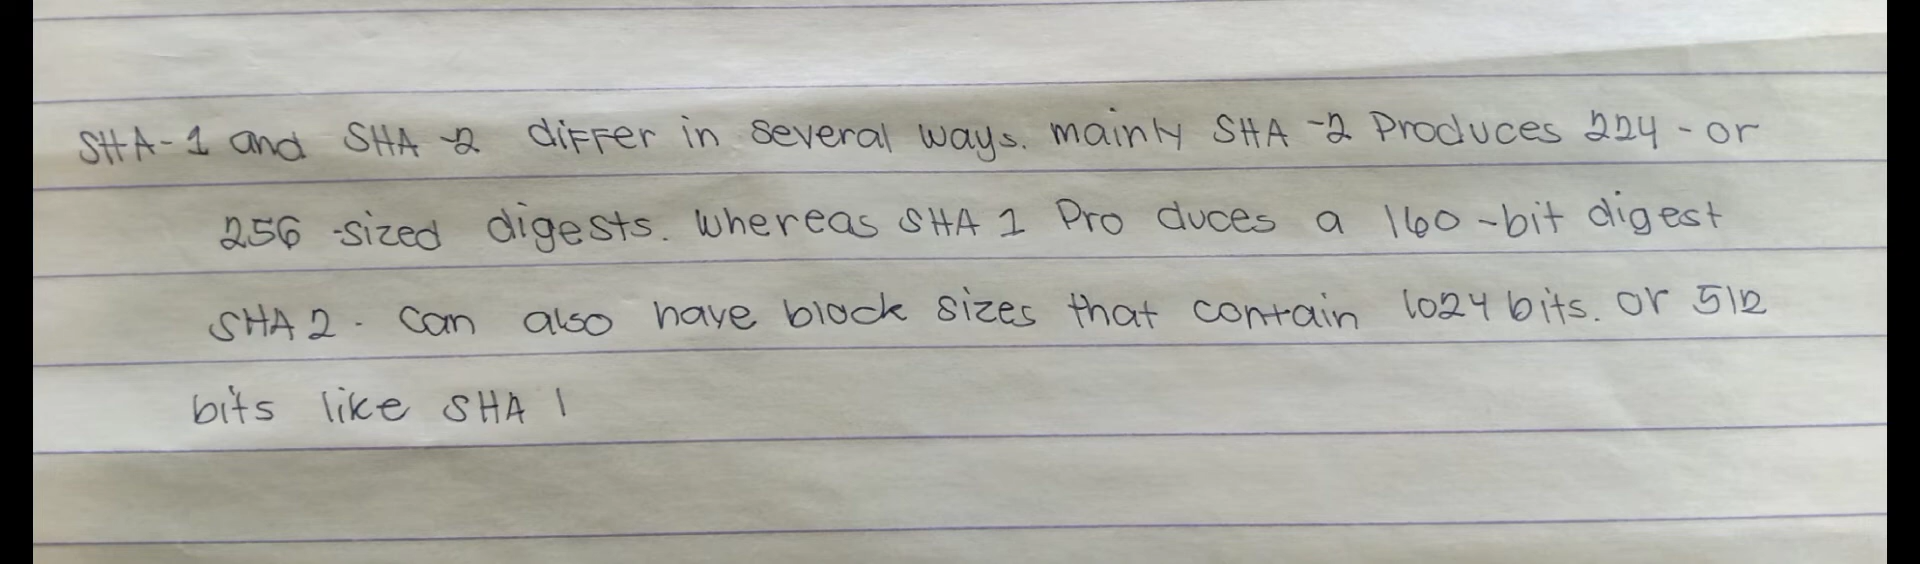 SHA-1 and SHA-2 differ in several ways. mainly SHA-2 Produces 224-or
256-sized digests. whereas SHA 1 Pro duces a 160-bit digest
SHA 2. can also have block sizes that contain 1024 bits. or 512
bits like SHA 1